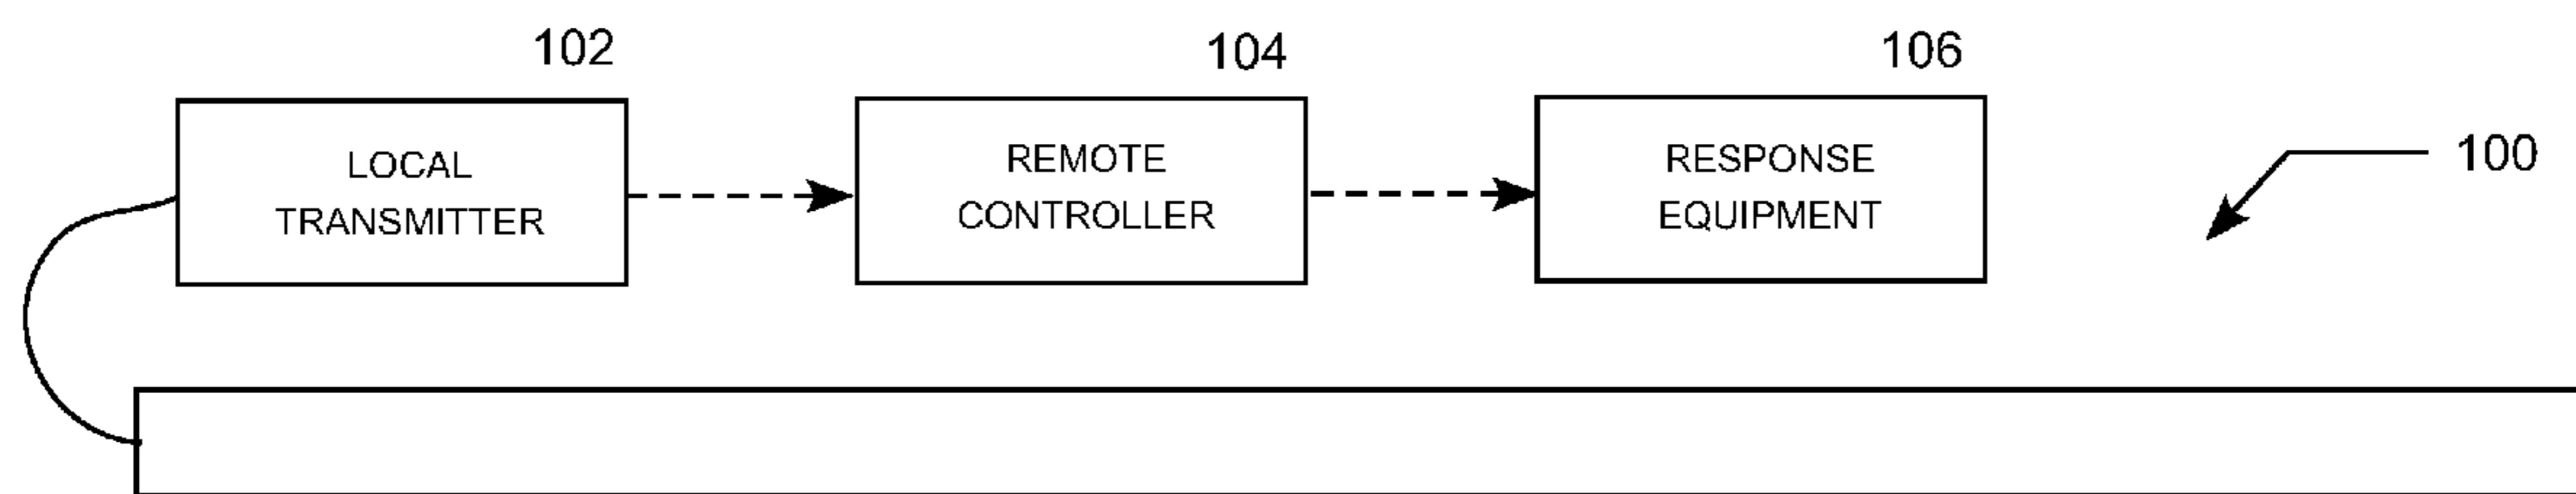 102
104
106
LOCAL
TRANSMITTER
REMOTE
CONTROLLER
RESPONSE
EQUIPMENT
100